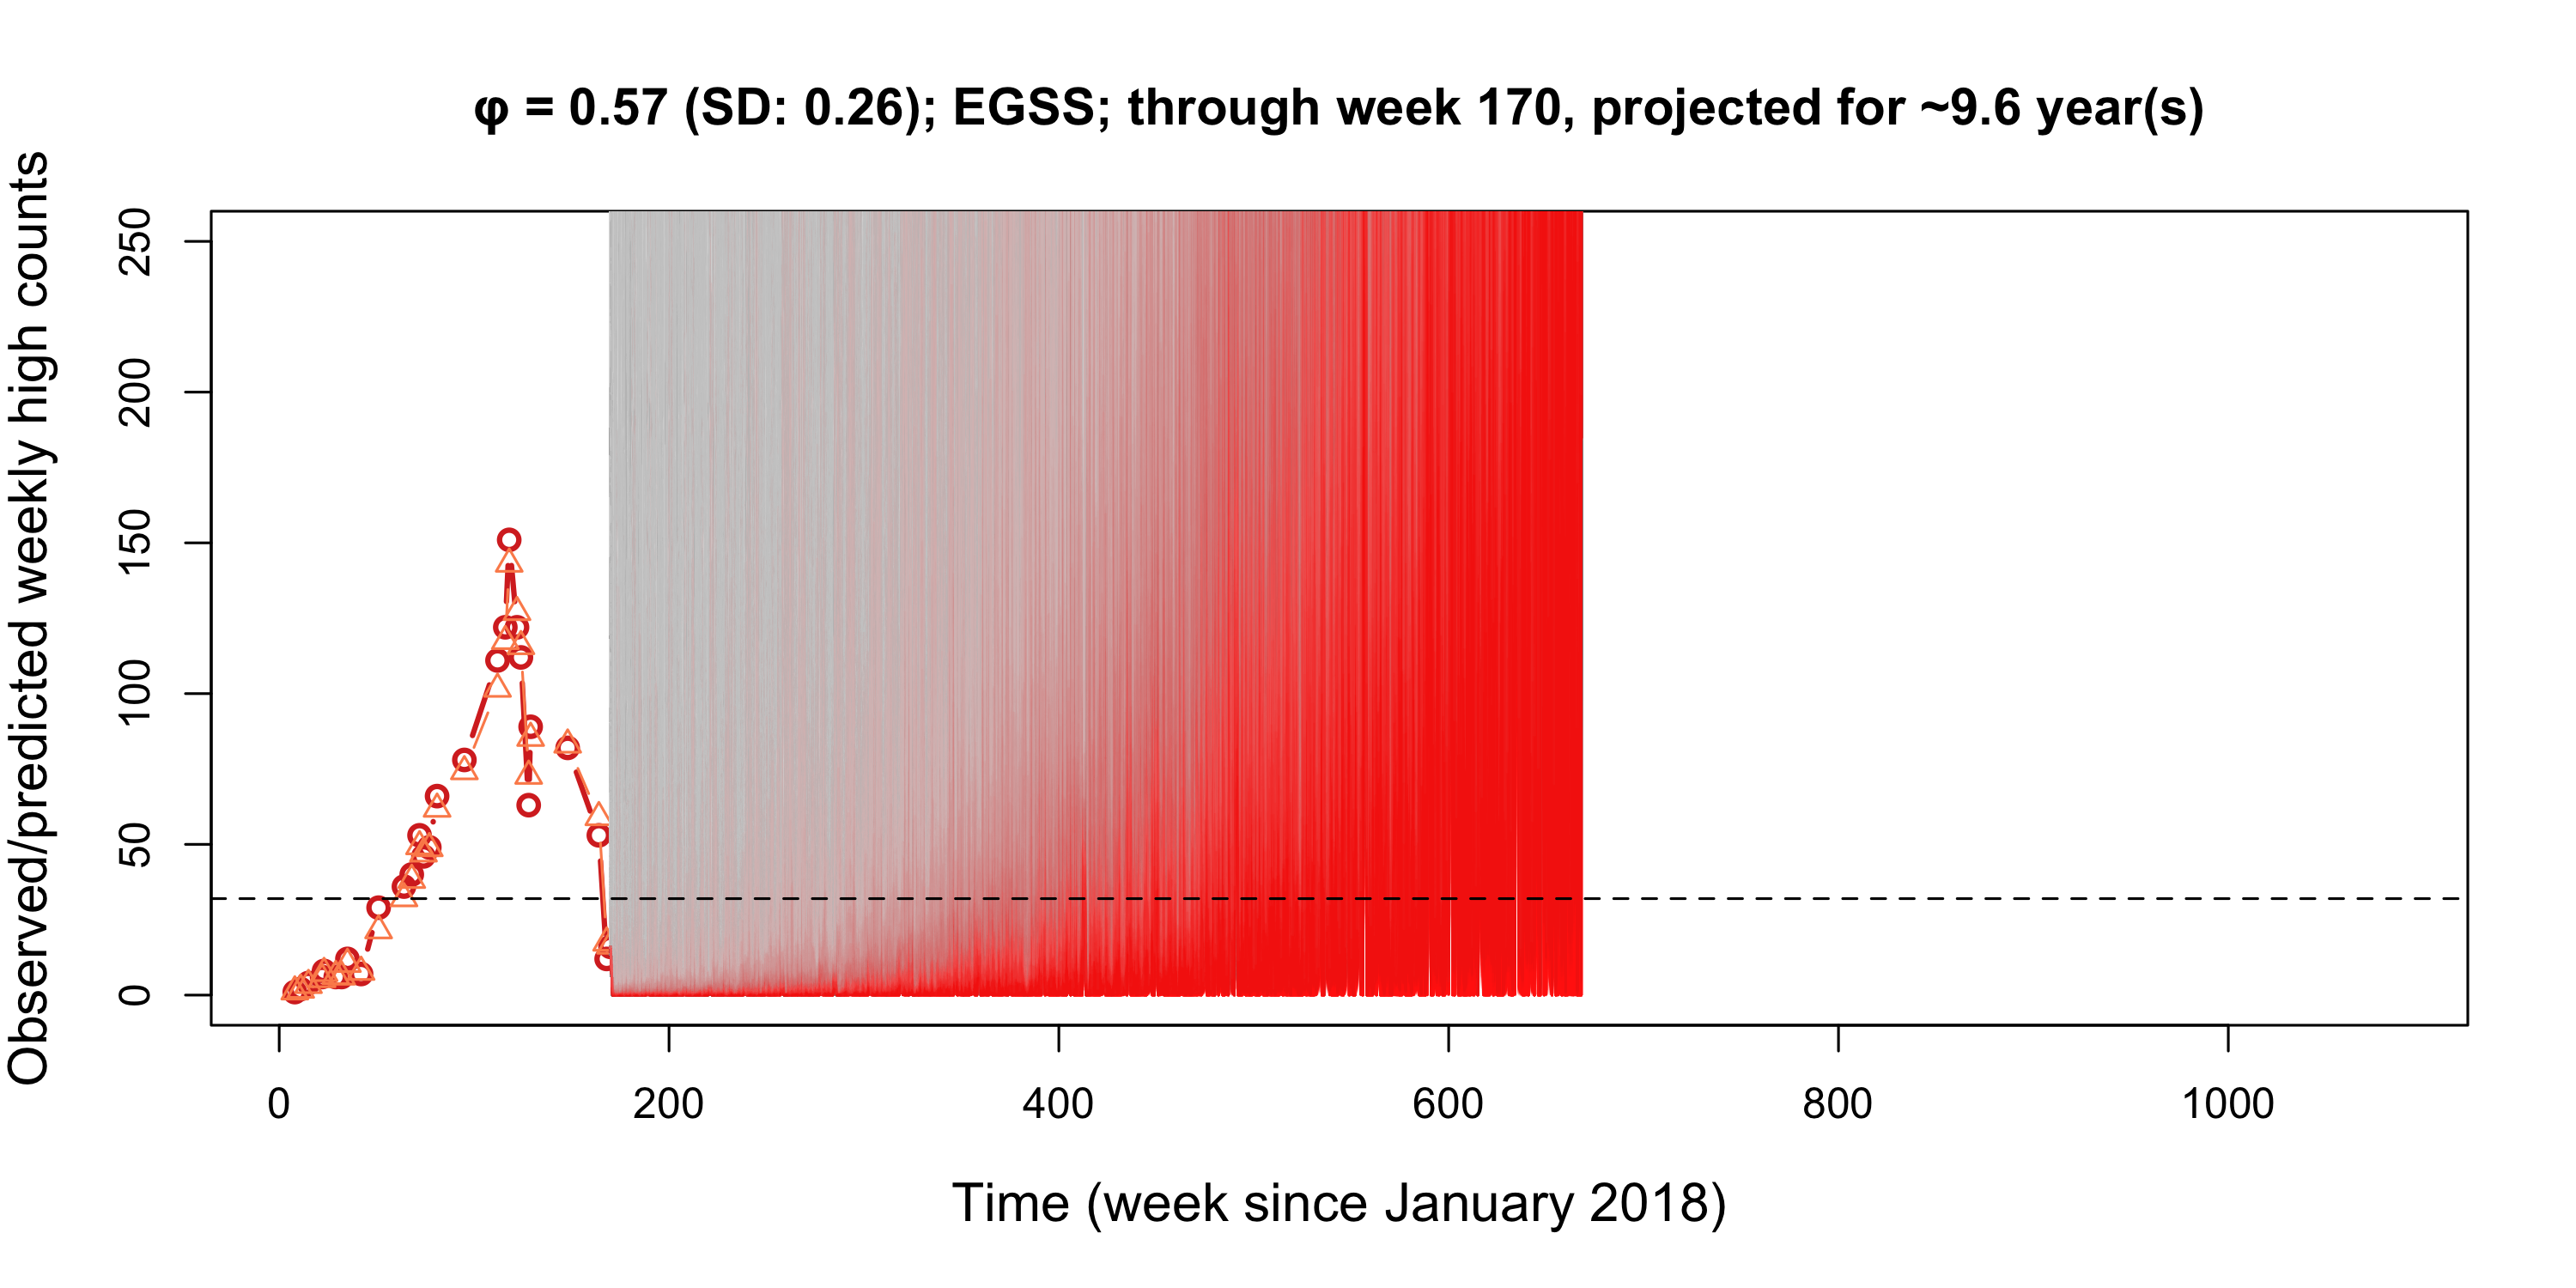 φ = 0.57 (SD: 0.26); EGSS; through week 170, projected for ~9.6 year(s)
Observed/predicted weekly high counts
250
200
150
100
50
0
0 200 400 600 800 1000
Time (week since January 2018)